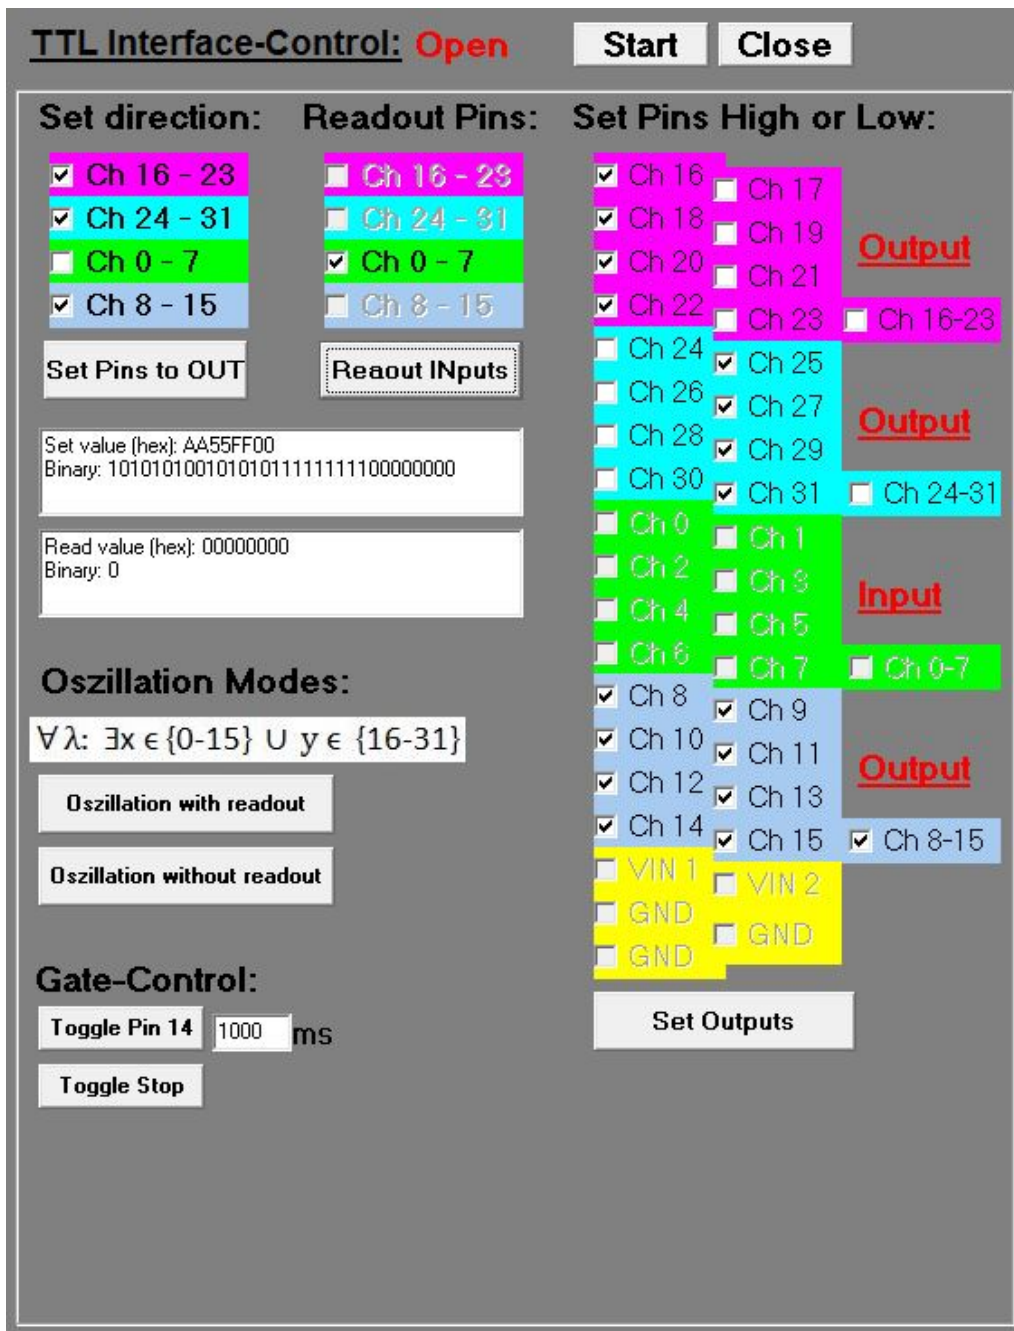 TTL Interface-Control: Open Start Close
Set direction: Readout Pins: Set Pins High or Low:
Ch 16 - 23
Ch 24 - 31
Ch 0 - 7
Ch 8 - 15
Set Pins to OUT
Ch 16 - 23
Ch 24 - 31
Ch 0 - 7
Ch 8 - 15
Reaout INputs
Set value (hex): AA55FF00
Binary: 10101010010101011111111100000000
Read value (hex): 00000000
Binary: 0
Oszillation Modes:
∀ λ: ∃x ϵ {0-15} ∪ y ϵ {16-31}
Oszillation with readout
Oszillation without readout
Gate-Control:
Toggle Pin 14 1000 ms
Toggle Stop
Ch 16 Ch 17
Ch 18 Ch 19
Output
Ch 20 Ch 21
Ch 22 Ch 23 Ch 16-23
Ch 24 Ch 25
Ch 26 Ch 27
Output
Ch 28 Ch 29
Ch 30 Ch 31 Ch 24-31
Ch 0 Ch 1
Ch 2 Ch 3
Input
Ch 4 Ch 5
Ch 6 Ch 7 Ch 0-7
Ch 8 Ch 9
Ch 10 Ch 11
Output
Ch 12 Ch 13
Ch 14 Ch 15 Ch 8-15
VIN 1 VIN 2
GND GND
GND
Set Outputs